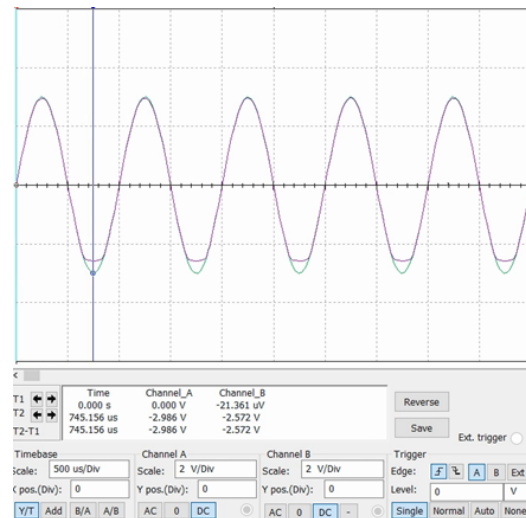 Time Channel_A Channel_B
T1 0.000 s 0.000 V -21.361 uV
T2 745.156 us -2.986 V -2.572 V
T2-T1 745.156 us -2.986 V -2.572 V
Reverse
Save
Ext. trigger
Timebase
Scale: 500 us/Div
X pos.(Div): 0
Y/T Add B/A A/B
Channel A
Scale: 2 V/Div
Y pos.(Div): 0
AC 0 DC
Channel B
Scale: 2 V/Div
Y pos.(Div): 0
AC 0 DC -
Trigger
Edge: A B Ext
Level: 0 V
Single Normal Auto None